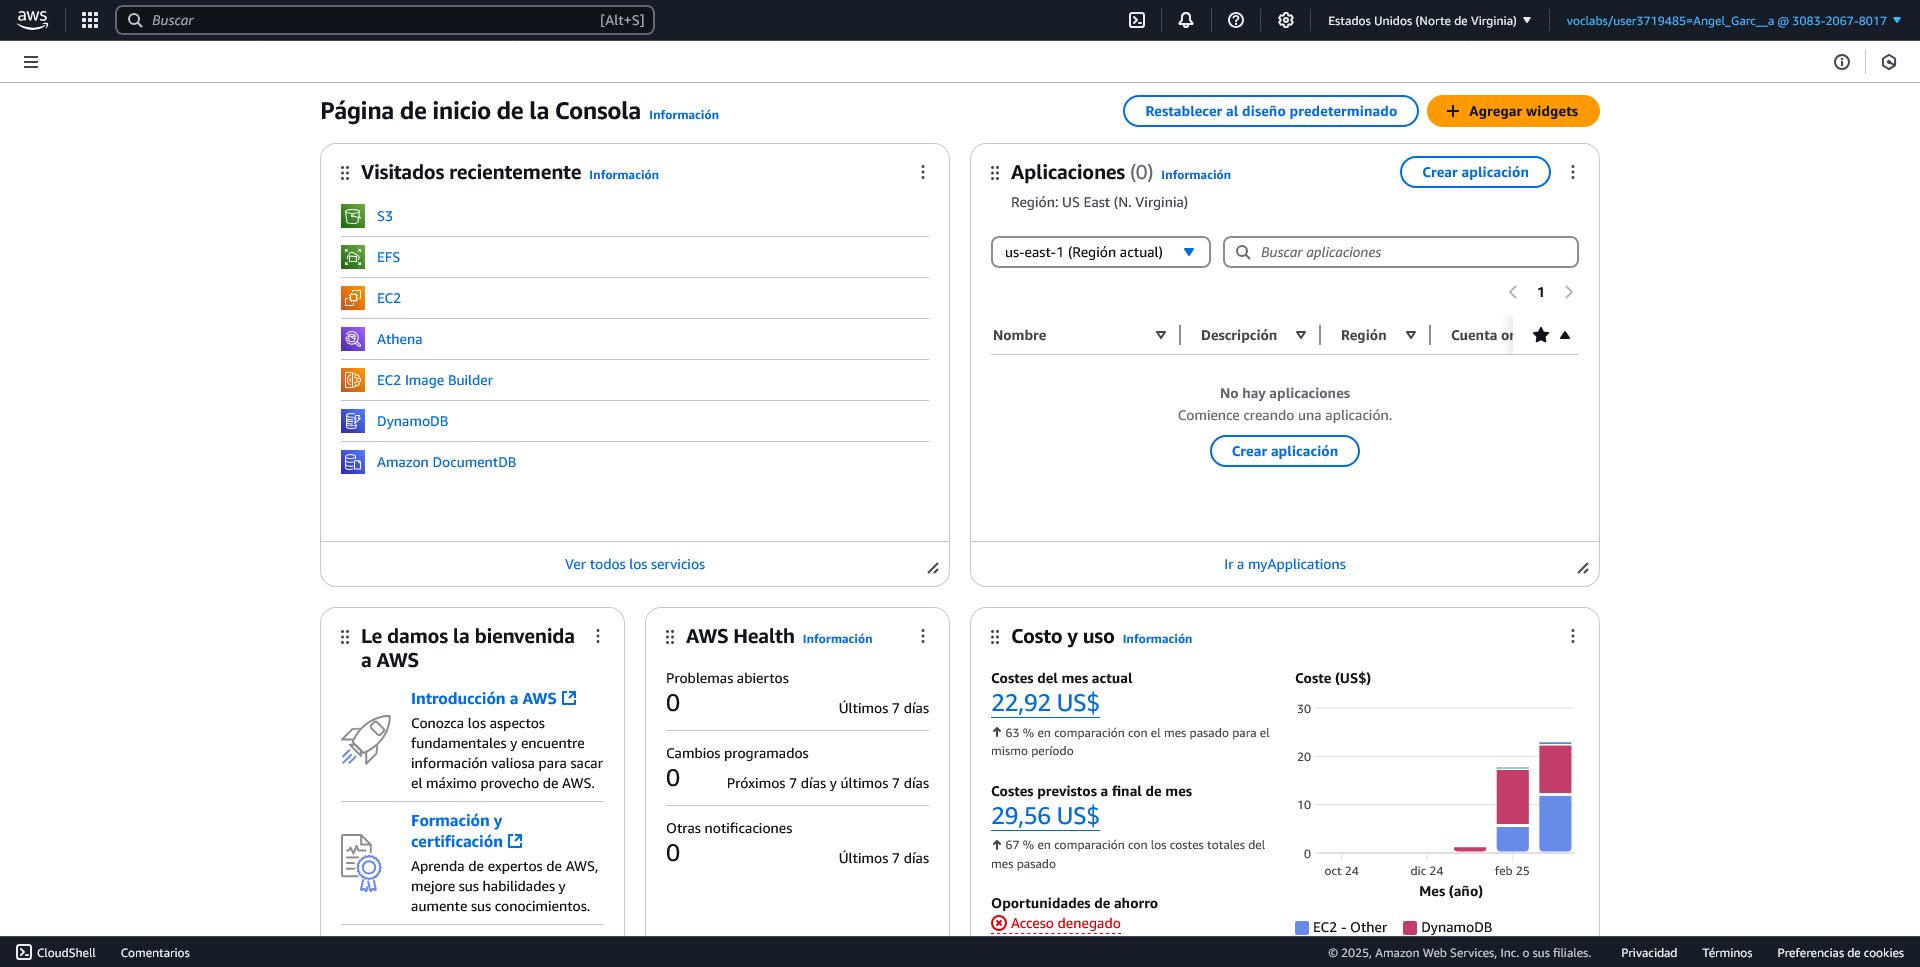 aws
Buscar
[Alt+S]
Estados Unidos (Norte de Virginia)
voclabs/user3719485=Angel_Garc__a @ 3083-2067-8017
Página de inicio de la Consola
Información
Restablecer al diseño predeterminado
Agregar widgets
Visitados recientemente
Información
S3
EFS
EC2
Athena
EC2 Image Builder
DynamoDB
Amazon DocumentDB
Ver todos los servicios
Aplicaciones (0)
Información
Crear aplicación
Región: US East (N. Virginia)
us-east-1 (Región actual)
Buscar aplicaciones
1
Nombre
Descripción
Región
Cuenta or
No hay aplicaciones
Comience creando una aplicación.
Crear aplicación
Ir a myApplications
Le damos la bienvenida
a AWS
Introducción a AWS
Conozca los aspectos
fundamentales y encuentre
información valiosa para sacar
el máximo provecho de AWS.
Formación y
certificación
Aprenda de expertos de AWS,
mejore sus habilidades y
aumente sus conocimientos.
AWS Health
Información
Problemas abiertos
0
Últimos 7 días
Cambios programados
0
Próximos 7 días y últimos 7 días
Otras notificaciones
0
Últimos 7 días
Costo y uso
Información
Costes del mes actual
22,92 US$
63 % en comparación con el mes pasado para el
mismo período
Costes previstos a final de mes
29,56 US$
67 % en comparación con los costes totales del
mes pasado
Oportunidades de ahorro
Acceso denegado
Coste (US$)
30
20
10
0
oct 24
dic 24
feb 25
Mes (año)
EC2 - Other
DynamoDB
CloudShell
Comentarios
© 2025, Amazon Web Services, Inc. o sus filiales.
Privacidad
Términos
Preferencias de cookies